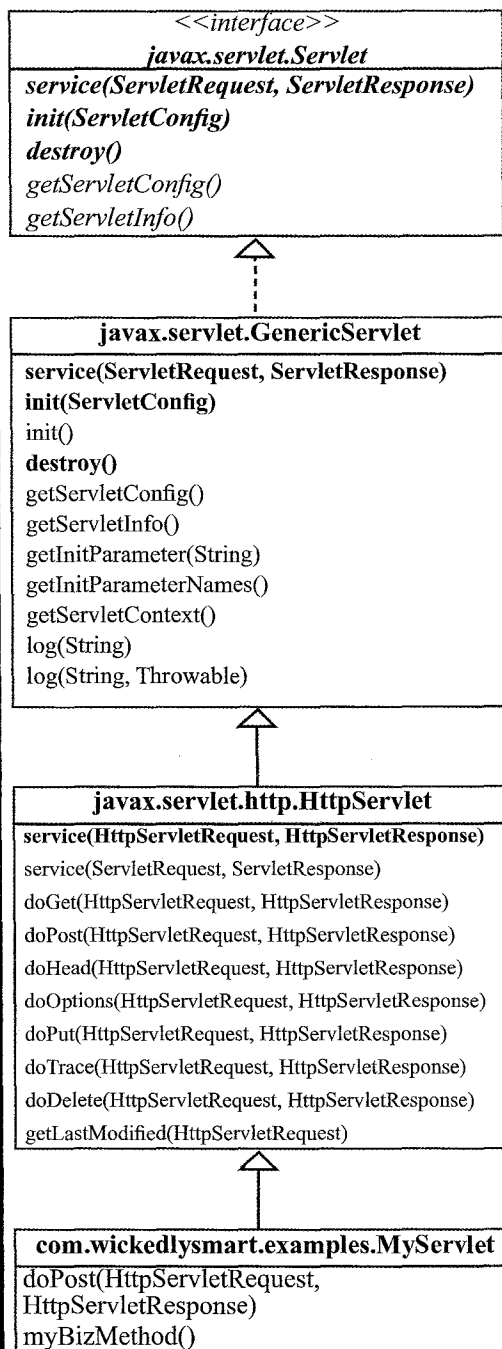 <<interface>>
javax.servlet.Servlet
service(ServletRequest, ServletResponse)
init(ServletConfig)
destroy()
getServletConfig()
getServletInfo()
javax.servlet.GenericServlet
service(ServletRequest, ServletResponse)
init(ServletConfig)
init()
destroy()
getServletConfig()
getServletInfo()
getInitParameter(String)
getInitParameterNames()
getServletContext()
log(String)
log(String, Throwable)
javax.servlet.http.HttpServlet
service(HttpServletRequest, HttpServletResponse)
service(ServletRequest, ServletResponse)
doGet(HttpServletRequest, HttpServletResponse)
doPost(HttpServletRequest, HttpServletResponse)
doHead(HttpServletRequest, HttpServletResponse)
doOptions(HttpServletRequest, HttpServletResponse)
doPut(HttpServletRequest, HttpServletResponse)
doTrace(HttpServletRequest, HttpServletResponse)
doDelete(HttpServletRequest, HttpServletResponse)
getLastModified(HttpServletRequest)
com.wickedlysmart.examples.MyServlet
doPost(HttpServletRequest,
HttpServletResponse)
myBizMethod()